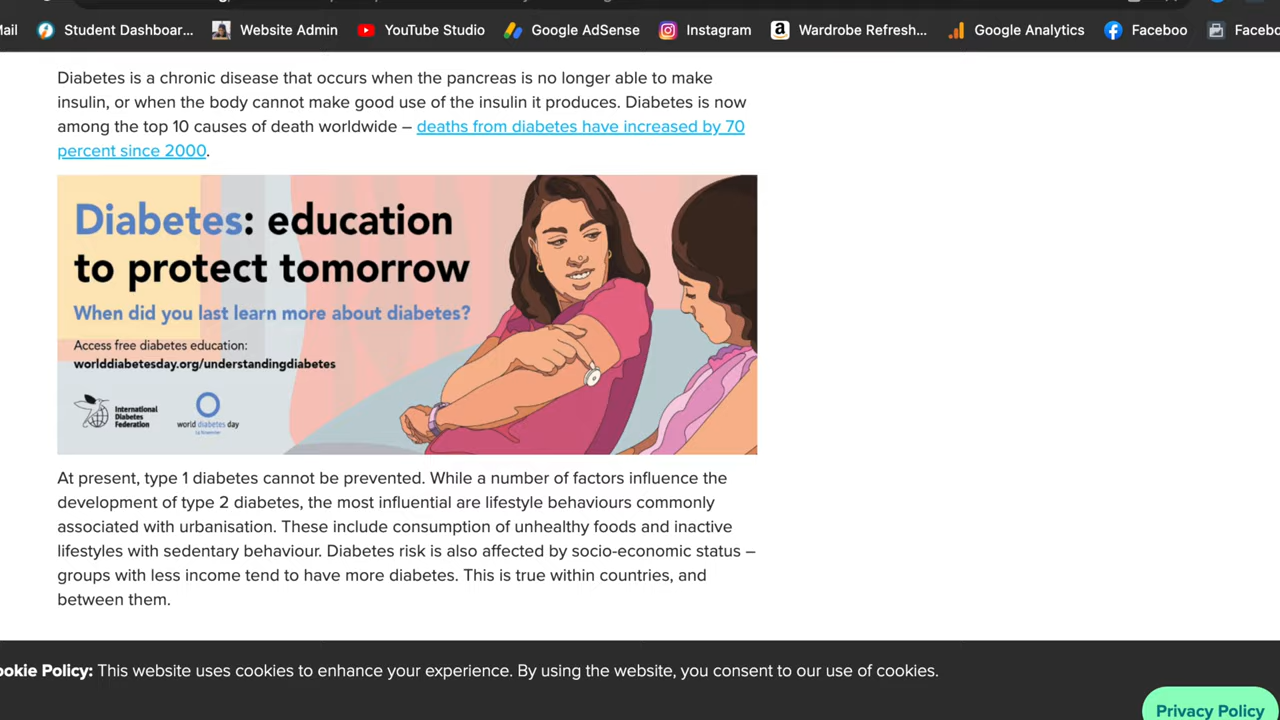 Mail
Student Dashboar...
Website Admin
YouTube Studio
Google AdSense
Instagram
Wardrobe Refresh...
Google Analytics
Faceboo
Facebo
Diabetes is a chronic disease that occurs when the pancreas is no longer able to make
insulin, or when the body cannot make good use of the insulin it produces. Diabetes is now
among the top 10 causes of death worldwide – deaths from diabetes have increased by 70
percent since 2000.
Diabetes: education
to protect tomorrow
When did you last learn more about diabetes?
Access free diabetes education:
worlddiabetesday.org/understandingdiabetes
International
Diabetes
Federation
world diabetes day
At present, type 1 diabetes cannot be prevented. While a number of factors influence the
development of type 2 diabetes, the most influential are lifestyle behaviours commonly
associated with urbanisation. These include consumption of unhealthy foods and inactive
lifestyles with sedentary behaviour. Diabetes risk is also affected by socio-economic status –
groups with less income tend to have more diabetes. This is true within countries, and
between them.
ookie Policy: This website uses cookies to enhance your experience. By using the website, you consent to our use of cookies.
Privacy Policy